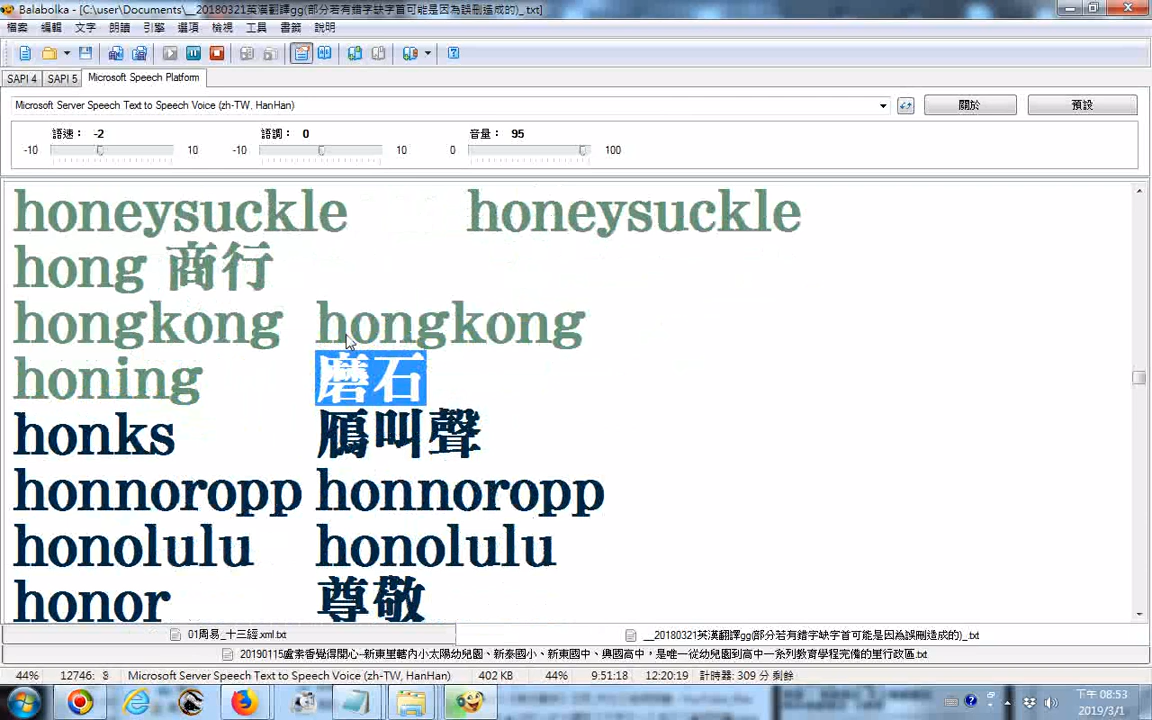 Balabolka - [C:\user\Documents\__20180321英漢翻譯gg(部分若有錯字缺字首可能是因為誤刪造成的)_.txt]
檔案 編輯 文字 朗讀 引擎 選項 檢視 工具 書籤 說明
SAPI 4 SAPI 5 Microsoft Speech Platform
Microsoft Server Speech Text to Speech Voice (zh-TW, HanHan) 關於 預設
語速： -2 語調： 0 音量： 95
-10 10 -10 10 0 100
honeysuckle honeysuckle
hong 商行
hongkong hongkong
honing 磨石
honks 鴈叫聲
honnoropp honnoropp
honolulu honolulu
honor 尊敬
01周易_十三經.xml.txt __20180321英漢翻譯gg(部分若有錯字缺字首可能是因為誤刪造成的)_.txt
20190115盧素香覺得開心-新東里轄內小太陽幼兒園、新泰國小、新東國中、興國高中，是唯一從幼兒園到高中一系列教育學程完備的里行政區.txt
44% 12746: 8 Microsoft Server Speech Text to Speech Voice (zh-TW, HanHan) 402 KB 44% 9:51:18 12:20:19 計時器: 309 分 剩餘
下午 08:53
2019/3/1